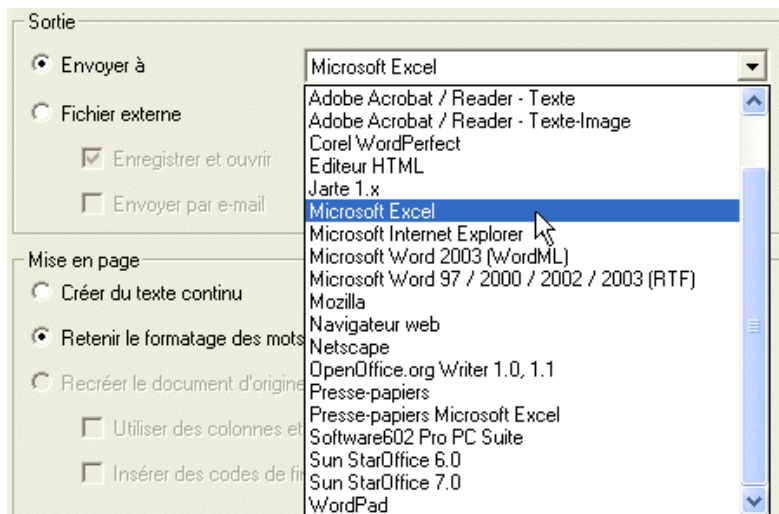 Sortie
Envoyer à
Microsoft Excel
Fichier externe
Enregistrer et ouvrir
Envoyer par e-mail
Adobe Acrobat / Reader - Texte
Adobe Acrobat / Reader - Texte-Image
Corel WordPerfect
Editeur HTML
Jarte 1.x
Microsoft Excel
Microsoft Internet Explorer
Microsoft Word 2003 (WordML)
Microsoft Word 97 / 2000 / 2002 / 2003 (RTF)
Mozilla
Navigateur web
Netscape
OpenOffice.org Writer 1.0, 1.1
Presse-papiers
Presse-papiers Microsoft Excel
Software602 Pro PC Suite
Sun StarOffice 6.0
Sun StarOffice 7.0
WordPad
Mise en page
Créer du texte continu
Retenir le formatage des mots
Recréer le document d'origine
Utiliser des colonnes et
Insérer des codes de fi